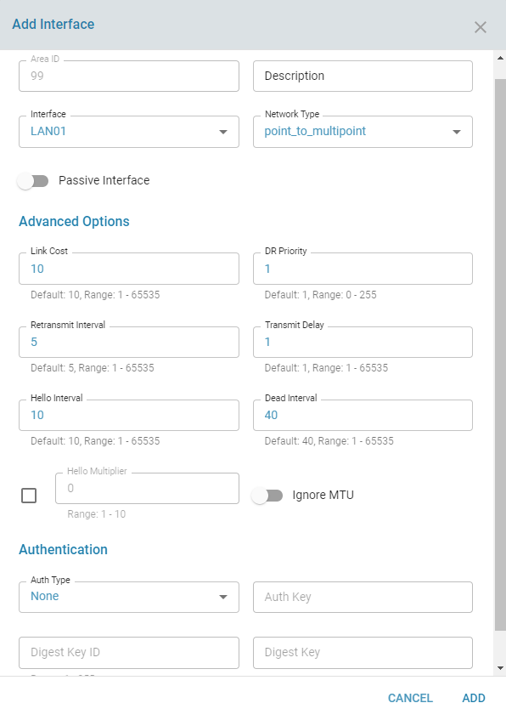 Add Interface
Area ID
99
Description
Interface
LAN01
Network Type
point_to_multipoint
Passive Interface
Advanced Options
Link Cost
10
Default: 10, Range: 1 - 65535
DR Priority
1
Default: 1, Range: 0 - 255
Retransmit Interval
5
Default: 5, Range: 1 - 65535
Transmit Delay
1
Default: 1, Range: 1 - 65535
Hello Interval
10
Default: 10, Range: 1 - 65535
Dead Interval
40
Default: 40, Range: 1 - 65535
Hello Multiplier
0
Range: 1 - 10
Ignore MTU
Authentication
Auth Type
None
Auth Key
Digest Key ID
Digest Key
CANCEL
ADD